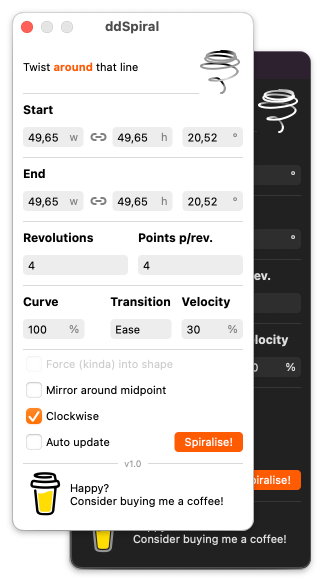 ddSpiral
Twist around that line
Start
49,65 w 49,65 h 20,52 °
End
49,65 w 49,65 h 20,52 °
Revolutions Points p/rev.
4 4
Curve Transition Velocity
100 % Ease 30 %
Force (kinda) into shape
Mirror around midpoint
Clockwise
Auto update Spiralise!
v1.0
Happy?
Consider buying me a coffee!
°
°
ev.
locity
0 %
piralise!
Consider buying me a coffee!